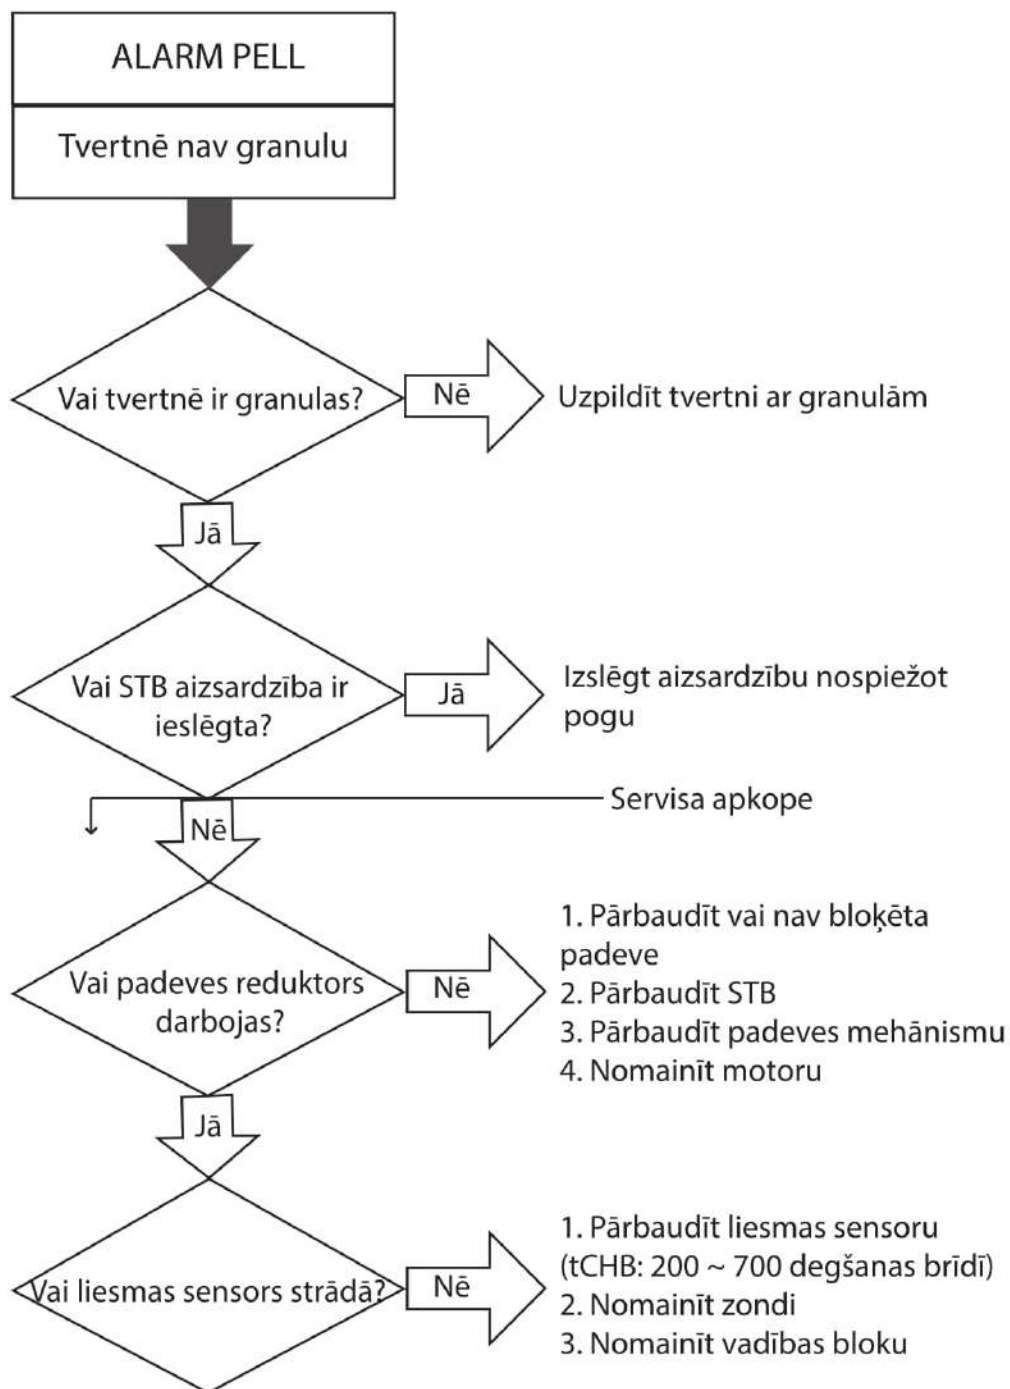 ALARM PELL
Tvertnē nav granulu
Vai tvertnē ir granulas?
Nē
Uzpildīt tvertni ar granulām
Jā
Vai STB aizsardzība ir
ieslēgta?
Jā
Izslēgt aizsardzību nospiežot
pogu
Servisa apkope
Nē
Vai padeves reduktors
darbojas?
Nē
1. Pārbaudīt vai nav bloķēta
padeve
2. Pārbaudīt STB
3. Pārbaudīt padeves mehānismu
4. Nomainīt motoru
Jā
Vai liesmas sensors strādā?
Nē
1. Pārbaudīt liesmas sensoru
(tCHB: 200 ~ 700 degšanas brīdī)
2. Nomainīt zondi
3. Nomainīt vadības bloku